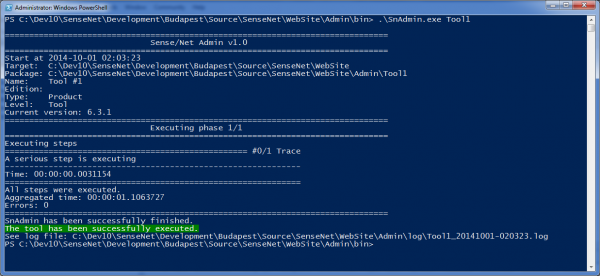 Administrator: Windows PowerShell
PS C:\Dev10\SenseNet\Development\Budapest\Source\SenseNet\WebSite\Admin\bin> .\SnAdmin.exe Tool1
================================================================================
Sense/Net Admin v1.0
================================================================================
Start at 2014-10-01 02:03:23
Target:  C:\Dev10\SenseNet\Development\Budapest\Source\SenseNet\WebSite
Package: C:\Dev10\SenseNet\Development\Budapest\Source\SenseNet\WebSite\Admin\Tool1
Name:    Tool #1
Edition:
Type:    Product
Level:   Tool
Current version: 6.3.1
================================================================================
Executing phase 1/1
================================================================================
Executing steps
================================================== #0/1 Trace
A serious step is executing
-------------------------------------------------------------
Time: 00:00:00.0031154
=============================================================
All steps were executed.
Aggregated time: 00:00:01.1063727
Errors: 0
================================================================================
SnAdmin has been successfully finished.
The tool has been successfully executed.
See log file: C:\Dev10\SenseNet\Development\Budapest\Source\SenseNet\WebSite\Admin\log\Tool1_20141001-020323.log
PS C:\Dev10\SenseNet\Development\Budapest\Source\SenseNet\WebSite\Admin\bin>